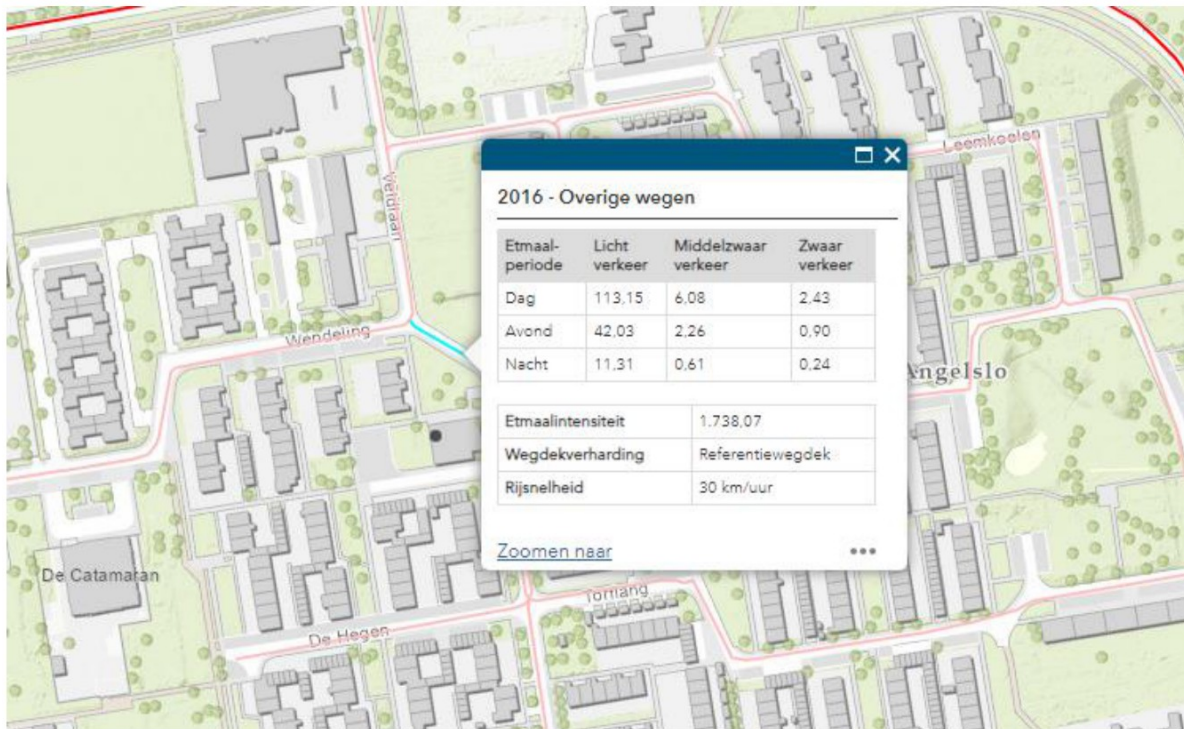 Veldlaan
Leemkoelen
2016 - Overige wegen
Etmaal- Licht Middelzwaar Zwaar
periode verkeer verkeer verkeer
Dag 113,15 6,08 2,43
Avond 42,03 2,26 0,90
Nacht 11,31 0,61 0,24
Wendeling
Angelslo
Etmaalintensiteit 1.738,07
Wegdekverharding Referentiewegdek
Rijsnelheid 30 km/uur
Zoomen naar
De Catamaran
Tortlang
De Hegen